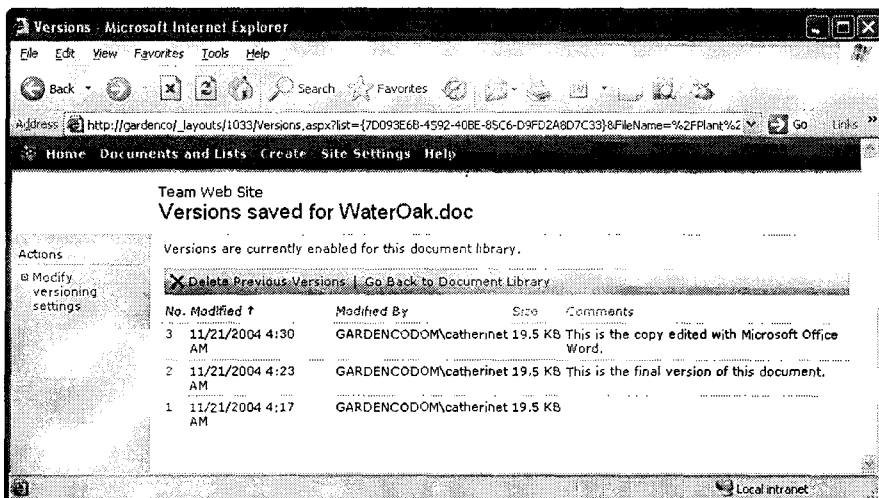 Versions - Microsoft Internet Explorer
File Edit View Favorites Tools Help
Back Search Favorites
Address http://gardenco/_layouts/1033/Versions.aspx?list={7D093E6B-4592-40BE-85C6-D9FD2A8D7C33}&FileName=%2FPlant%2 Go Links »
Home Documents and Lists Create Site Settings Help
Team Web Site
Versions saved for WaterOak.doc
Actions
Modify versioning settings
Versions are currently enabled for this document library.
Delete Previous Versions | Go Back to Document Library
No. Modified ↑ Modified By Size Comments
3 11/21/2004 4:30 GARDENCODOM\catherinet 19.5 KB This is the copy edited with Microsoft Office
AM Word.
2 11/21/2004 4:23 GARDENCODOM\catherinet 19.5 KB This is the final version of this document.
AM
1 11/21/2004 4:17 GARDENCODOM\catherinet 19.5 KB
AM
Local intranet